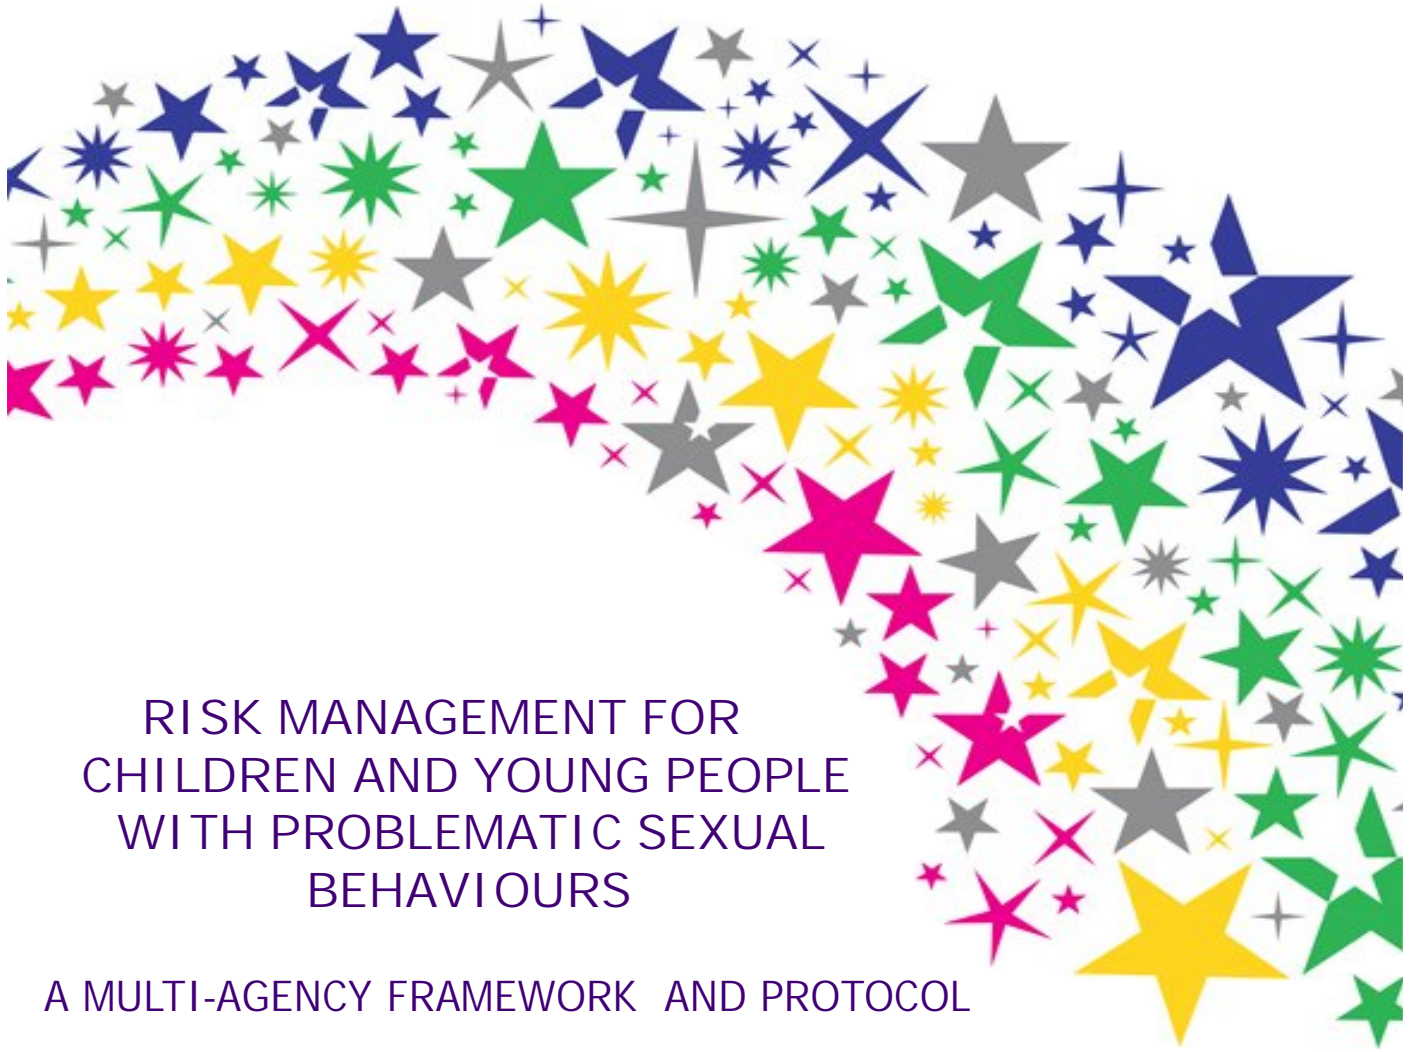 RISK MANAGEMENT FOR
CHILDREN AND YOUNG PEOPLE
WITH PROBLEMATIC SEXUAL
BEHAVIOURS
A MULTI-AGENCY FRAMEWORK AND PROTOCOL